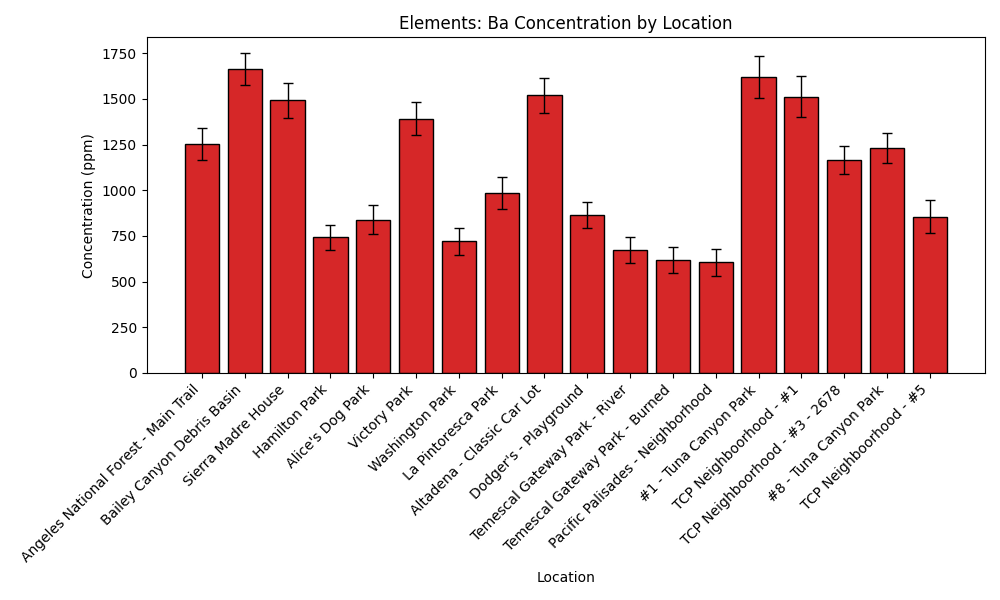 Elements: Ba Concentration by Location
Concentration (ppm)
1750
1500
1250
1000
750
500
250
0
Angeles National Forest - Main Trail
Bailey Canyon Debris Basin
Sierra Madre House
Hamilton Park
Alice's Dog Park
Victory Park
Washington Park
La Pintoresca Park
Altadena - Classic Car Lot
Dodger's - Playground
Temescal Gateway Park - River
Temescal Gateway Park - Burned
Pacific Palisades - Neighborhood
#1 - Tuna Canyon Park
TCP Neighboorhood - #1
TCP Neighboorhood - #3 - 2678
#8 - Tuna Canyon Park
TCP Neighboorhood - #5
Location